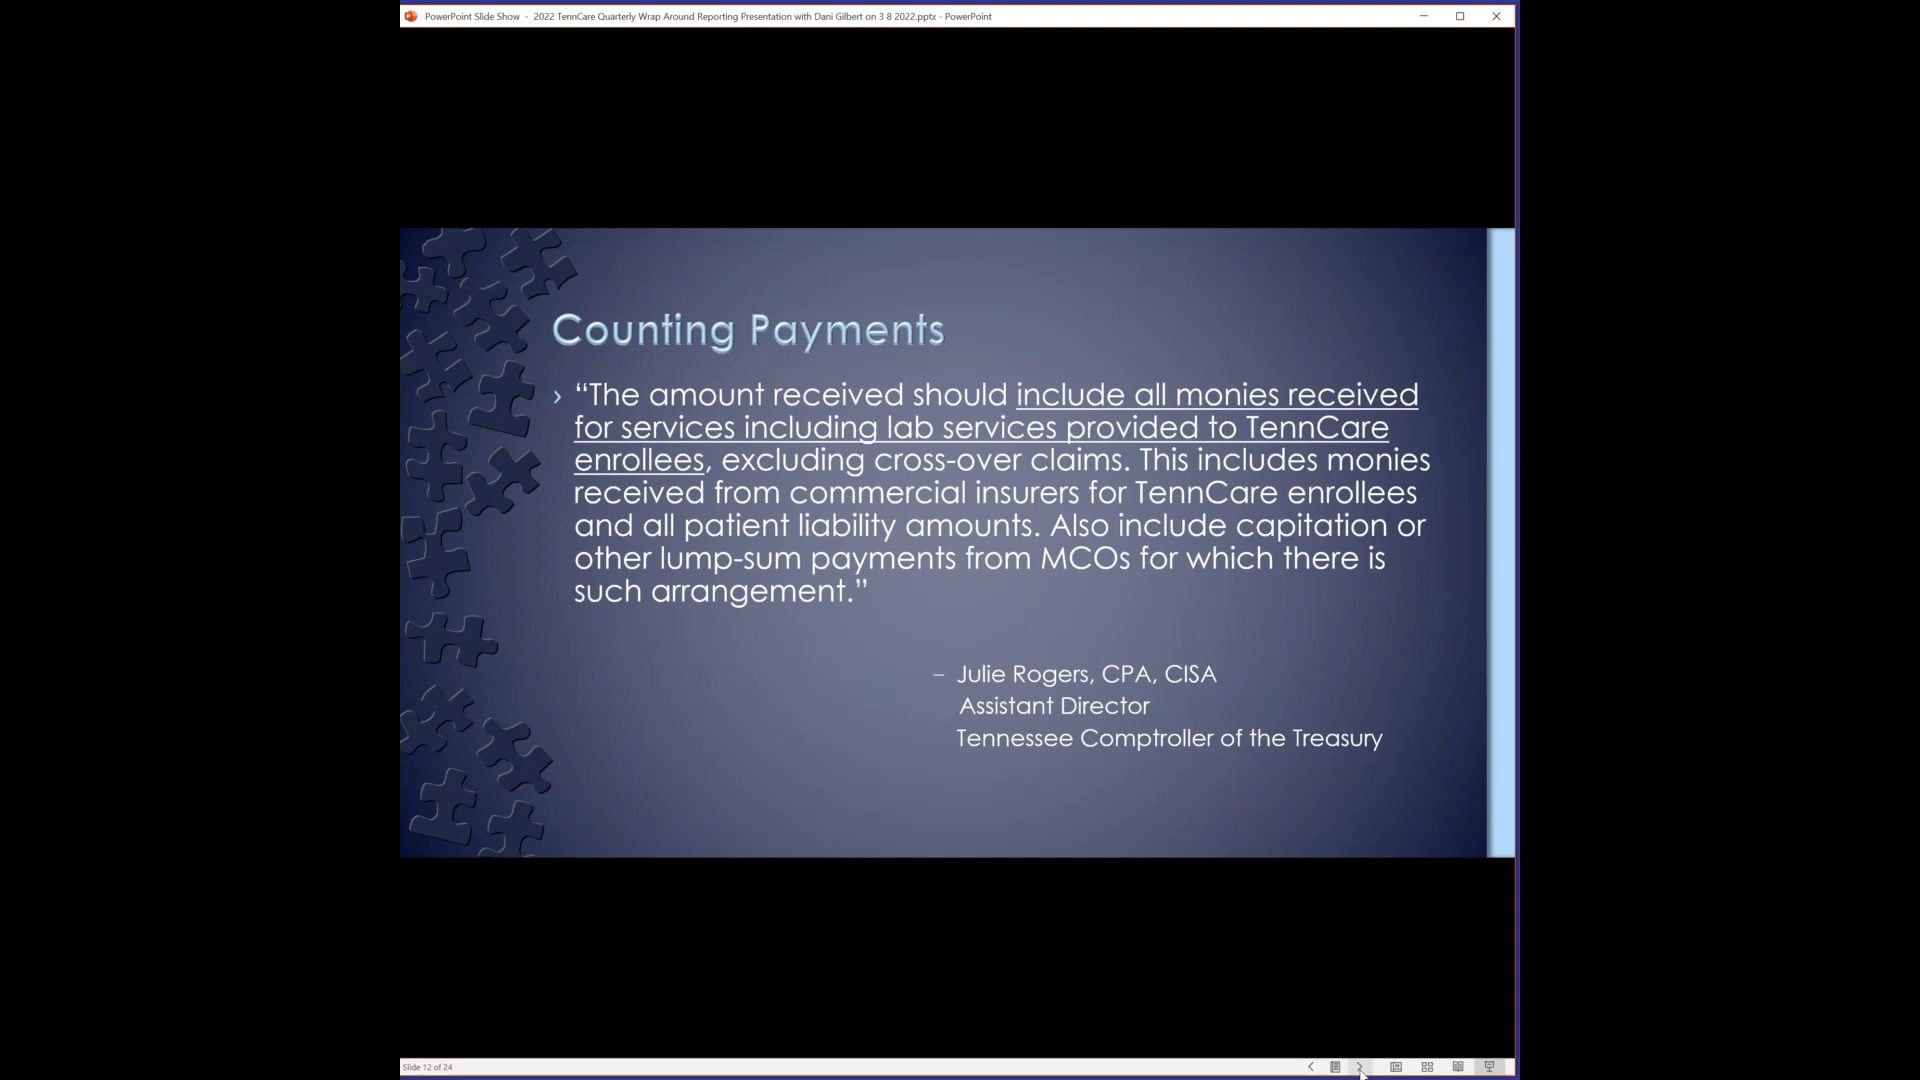 PowerPoint Slide Show - 2022 TennCare Quarterly Wrap Around Reporting Presentation with Dani Gilbert on 3 8 2022.pptx - PowerPoint
Counting Payments
› “The amount received should include all monies received
for services including lab services provided to TennCare
enrollees, excluding cross-over claims. This includes monies
received from commercial insurers for TennCare enrollees
and all patient liability amounts. Also include capitation or
other lump-sum payments from MCOs for which there is
such arrangement.”
– Julie Rogers, CPA, CISA
Assistant Director
Tennessee Comptroller of the Treasury
Slide 12 of 24